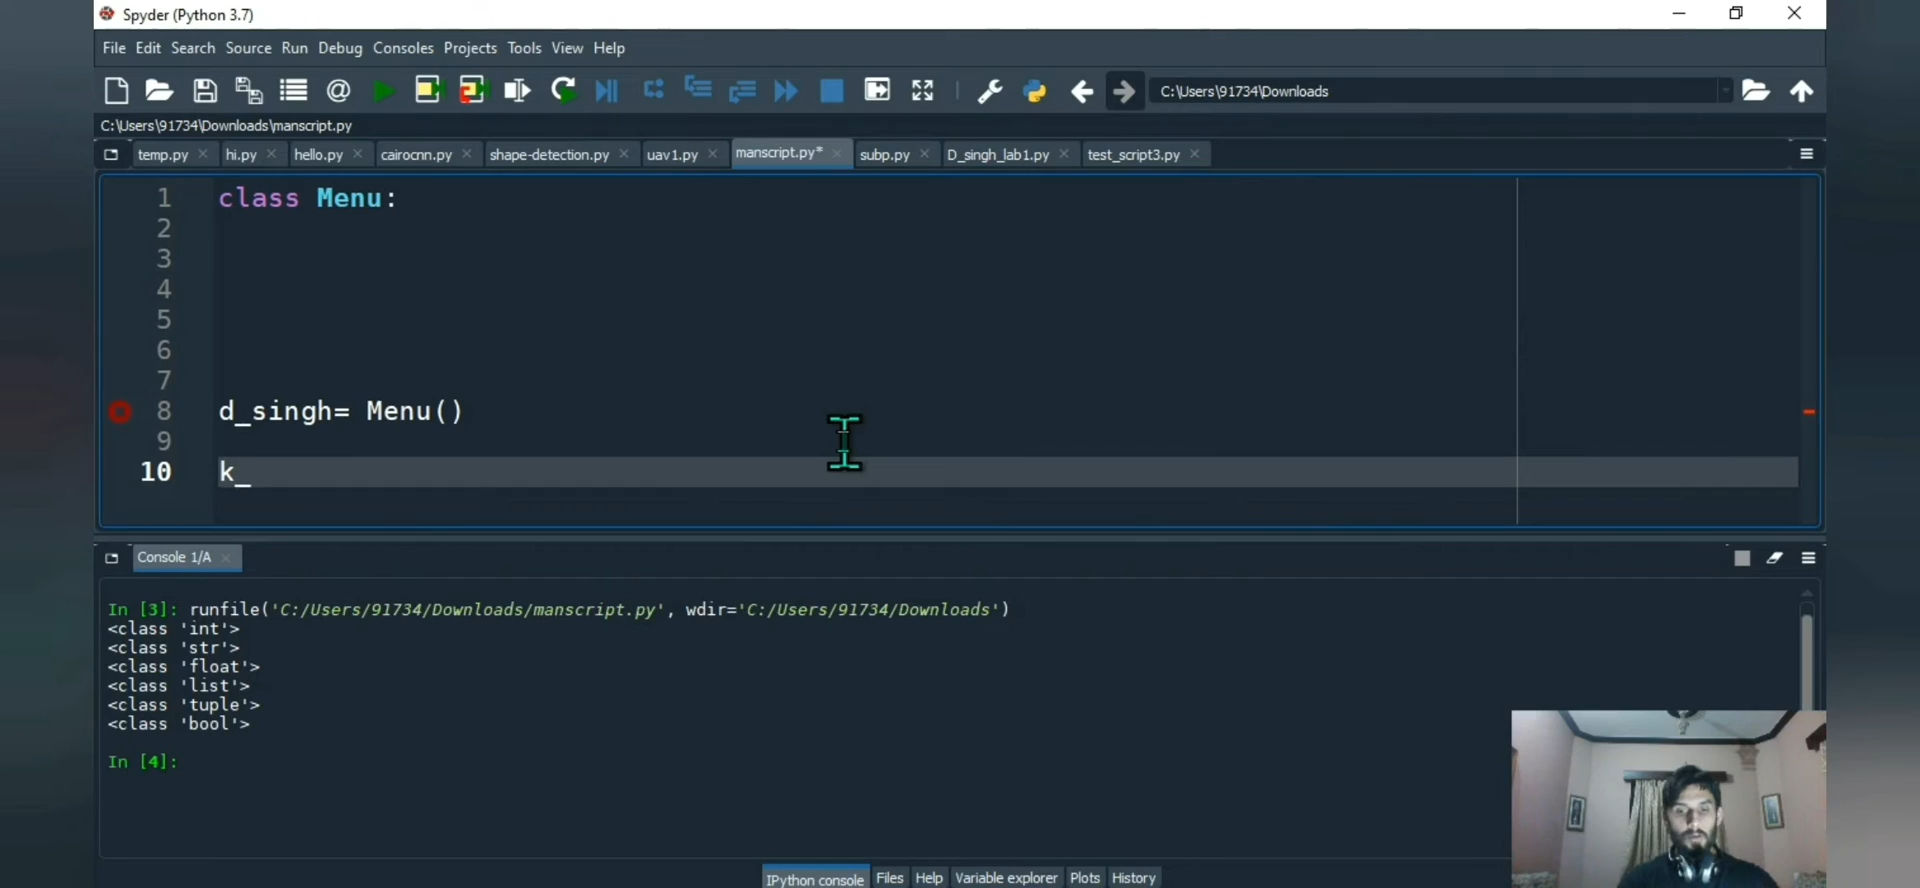 Spyder (Python 3.7)
File Edit Search Source Run Debug Consoles Projects Tools View Help
C:\Users\91734\Downloads
C:\Users\91734\Downloads\manscript.py
temp.py hi.py hello.py cairocnn.py shape-detection.py uav1.py manscript.py* subp.py D_singh_lab1.py test_script3.py
1 class Menu:
2
3
4
5
6
7
8 d_singh= Menu()
9
10 k_
Console 1/A
In [3]: runfile('C:/Users/91734/Downloads/manscript.py', wdir='C:/Users/91734/Downloads')
<class 'int'>
<class 'str'>
<class 'float'>
<class 'list'>
<class 'tuple'>
<class 'bool'>
In [4]:
IPython console Files Help Variable explorer Plots History